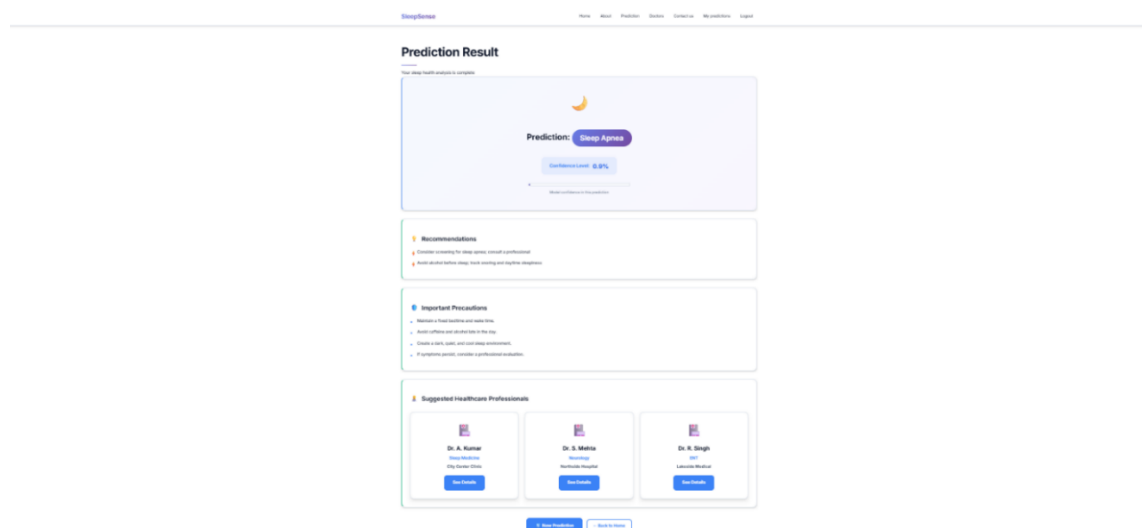 SleepSense
Home About Prediction Doctors Contact us My predictions Logout
Prediction Result
Your sleep health analysis is complete
Prediction: Sleep Apnea
Confidence Level: 0.9%
Model confidence in this prediction
Recommendations
Consider screening for sleep apnea; consult a professional.
Avoid alcohol before sleep; track snoring and daytime sleepiness.
Important Precautions
Maintain a fixed bedtime and wake time.
Avoid caffeine and alcohol late in the day.
Create a dark, quiet, and cool sleep environment.
If symptoms persist, consider a professional evaluation.
Suggested Healthcare Professionals
Dr. A. Kumar Dr. S. Mehta Dr. R. Singh
Sleep Medicine Neurology ENT
City Center Clinic Northside Hospital Lakeside Medical
See Details See Details See Details
New Prediction Back to Home